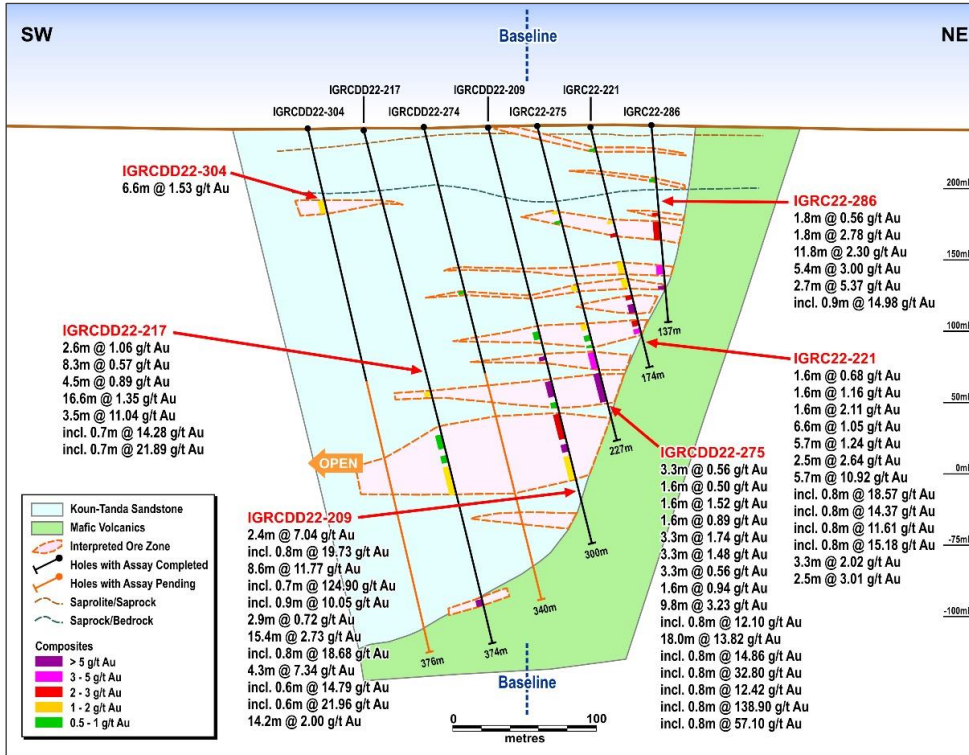 SW
Baseline
NE
IGRCDD22-217
IGRCDD22-209
IGRC22-221
IGRCDD22-304
IGRCDD22-274
IGRC22-275
IGRC22-286
IGRCDD22-304
6.6m @ 1.53 g/t Au
200ml
IGRC22-286
1.8m @ 0.56 g/t Au
1.8m @ 2.78 g/t Au
11.8m @ 2.30 g/t Au
5.4m @ 3.00 g/t Au
2.7m @ 5.37 g/t Au
incl. 0.9m @ 14.98 g/t Au
150ml
100ml
IGRCDD22-217
2.6m @ 1.06 g/t Au
8.3m @ 0.57 g/t Au
4.5m @ 0.89 g/t Au
16.6m @ 1.35 g/t Au
3.5m @ 11.04 g/t Au
incl. 0.7m @ 14.28 g/t Au
incl. 0.7m @ 21.89 g/t Au
137m
174m
227m
300m
340m
374m
376m
IGRC22-221
1.6m @ 0.68 g/t Au
1.6m @ 1.16 g/t Au
1.6m @ 2.11 g/t Au
6.6m @ 1.05 g/t Au
5.7m @ 1.24 g/t Au
2.5m @ 2.64 g/t Au
5.7m @ 10.92 g/t Au
incl. 0.8m @ 18.57 g/t Au
incl. 0.8m @ 14.37 g/t Au
incl. 0.8m @ 11.61 g/t Au
incl. 0.8m @ 15.18 g/t Au
3.3m @ 2.02 g/t Au
2.5m @ 3.01 g/t Au
50ml
0ml
-75ml
-100ml
OPEN
IGRCDD22-275
3.3m @ 0.56 g/t Au
1.6m @ 0.50 g/t Au
1.6m @ 1.52 g/t Au
1.6m @ 0.89 g/t Au
3.3m @ 1.74 g/t Au
3.3m @ 1.48 g/t Au
3.3m @ 0.56 g/t Au
1.6m @ 0.94 g/t Au
9.8m @ 3.23 g/t Au
incl. 0.8m @ 12.10 g/t Au
18.0m @ 13.82 g/t Au
incl. 0.8m @ 14.86 g/t Au
incl. 0.8m @ 32.80 g/t Au
incl. 0.8m @ 12.42 g/t Au
incl. 0.8m @ 138.90 g/t Au
incl. 0.8m @ 57.10 g/t Au
IGRCDD22-209
2.4m @ 7.04 g/t Au
incl. 0.8m @ 19.73 g/t Au
8.6m @ 11.77 g/t Au
incl. 0.7m @ 124.90 g/t Au
incl. 0.9m @ 10.05 g/t Au
2.9m @ 0.72 g/t Au
15.4m @ 2.73 g/t Au
incl. 0.8m @ 18.68 g/t Au
4.3m @ 7.34 g/t Au
incl. 0.6m @ 14.79 g/t Au
incl. 0.6m @ 21.96 g/t Au
14.2m @ 2.00 g/t Au
Koun-Tanda Sandstone
Mafic Volcanics
Interpreted Ore Zone
Holes with Assay Completed
Holes with Assay Pending
Saprolite/Saprock
Saprock/Bedrock
Composites
> 5 g/t Au
3 - 5 g/t Au
2 - 3 g/t Au
1 - 2 g/t Au
0.5 - 1 g/t Au
Baseline
0 100
metres